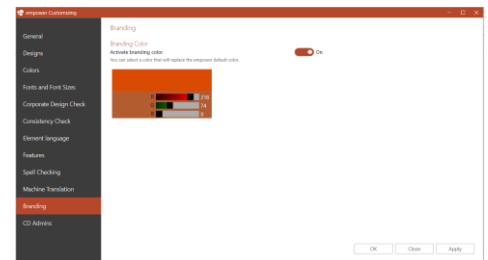 empower Customizing
General
Designs
Colors
Fonts and Font Sizes
Corporate Design Check
Consistency Check
Element language
Features
Spell Checking
Machine Translation
Branding
CD Admins
Branding
Branding Color
Activate branding color
On
You can select a color that will replace the empower default color.
R 218
G 74
B 0
OK
Close
Apply